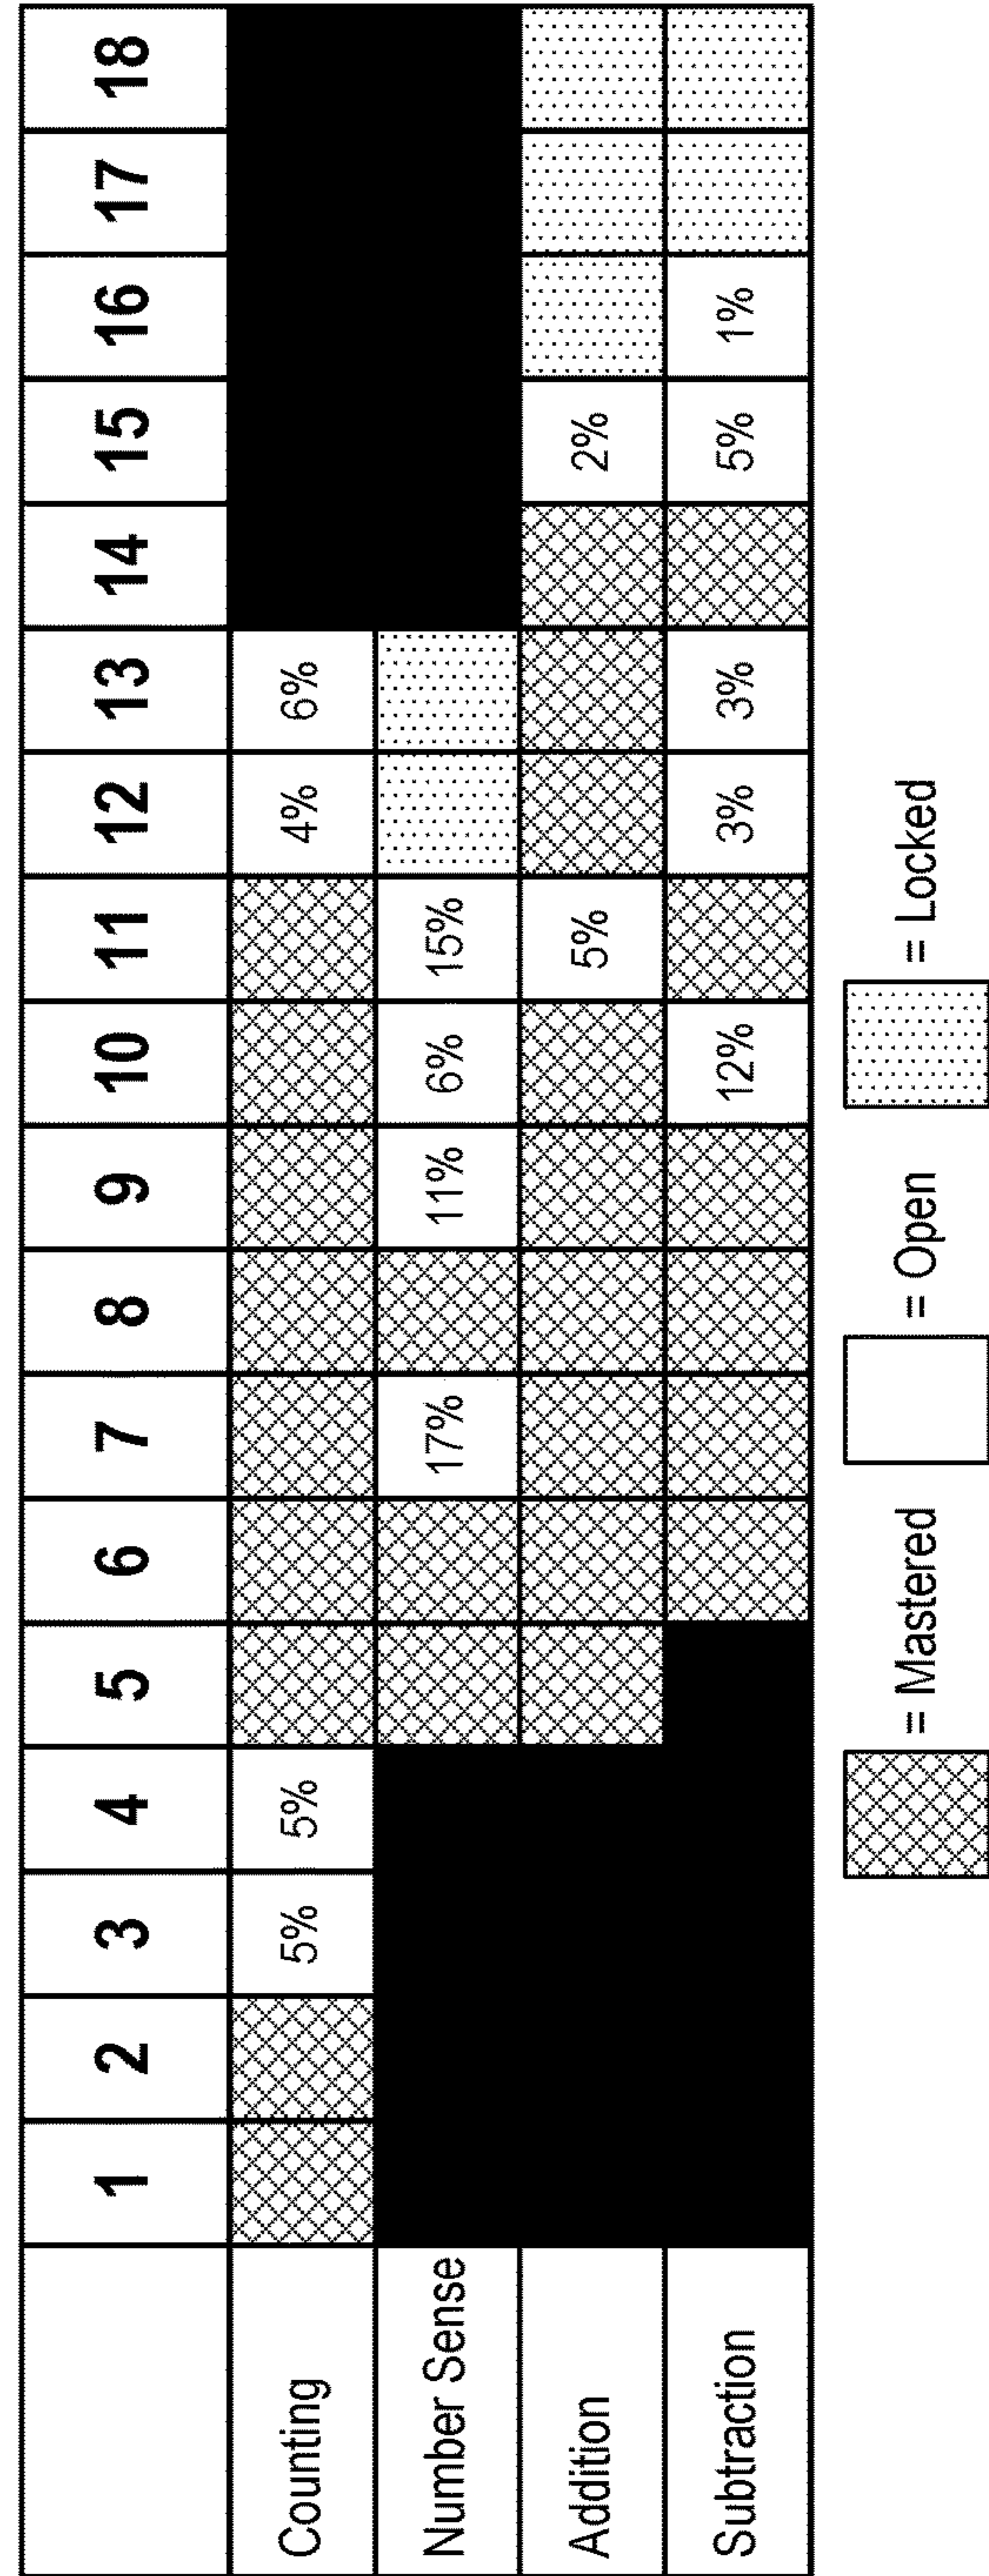 1 2 3 4 5 6 7 8 9 10 11 12 13 14 15 16 17 18
Counting 5% 5% 4% 6%
Number Sense 17% 11% 6% 15%
Addition 5% 2%
Subtraction 12% 3% 3% 5% 1%
= Mastered = Open = Locked